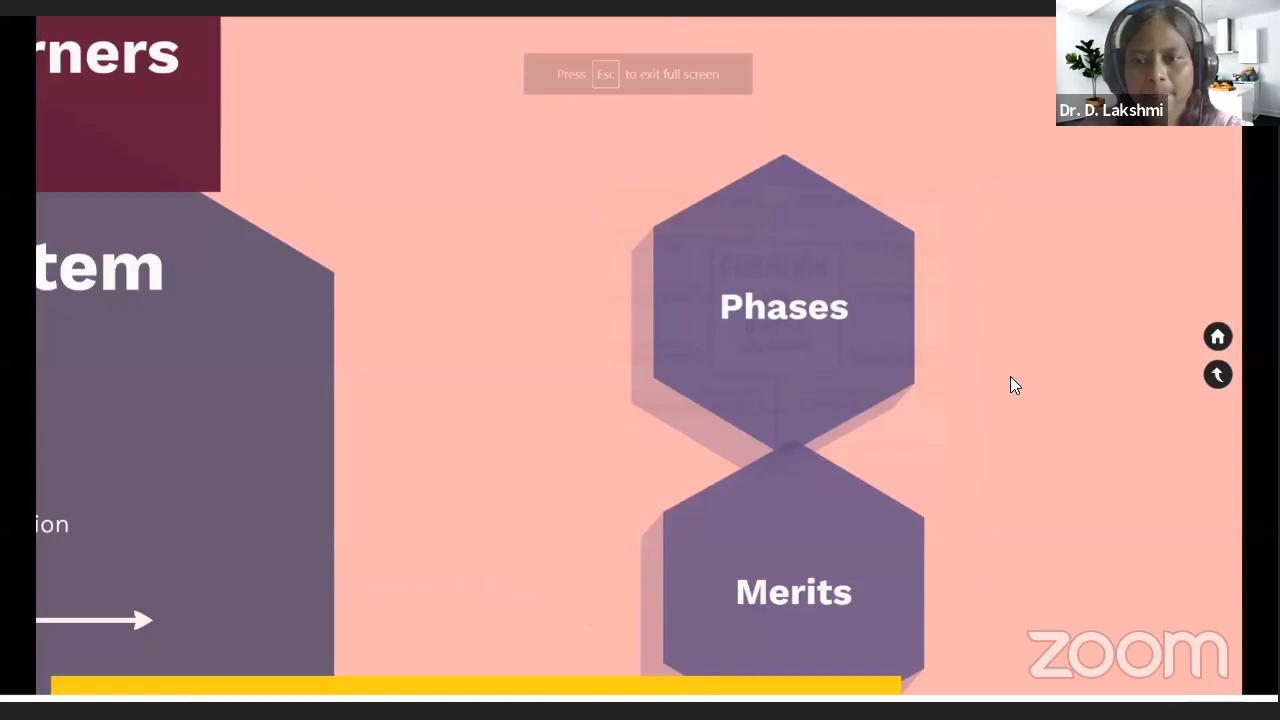 rners
Press Esc to exit full screen
Dr. D. Lakshmi
tem
Phases
ion
Merits
zoom